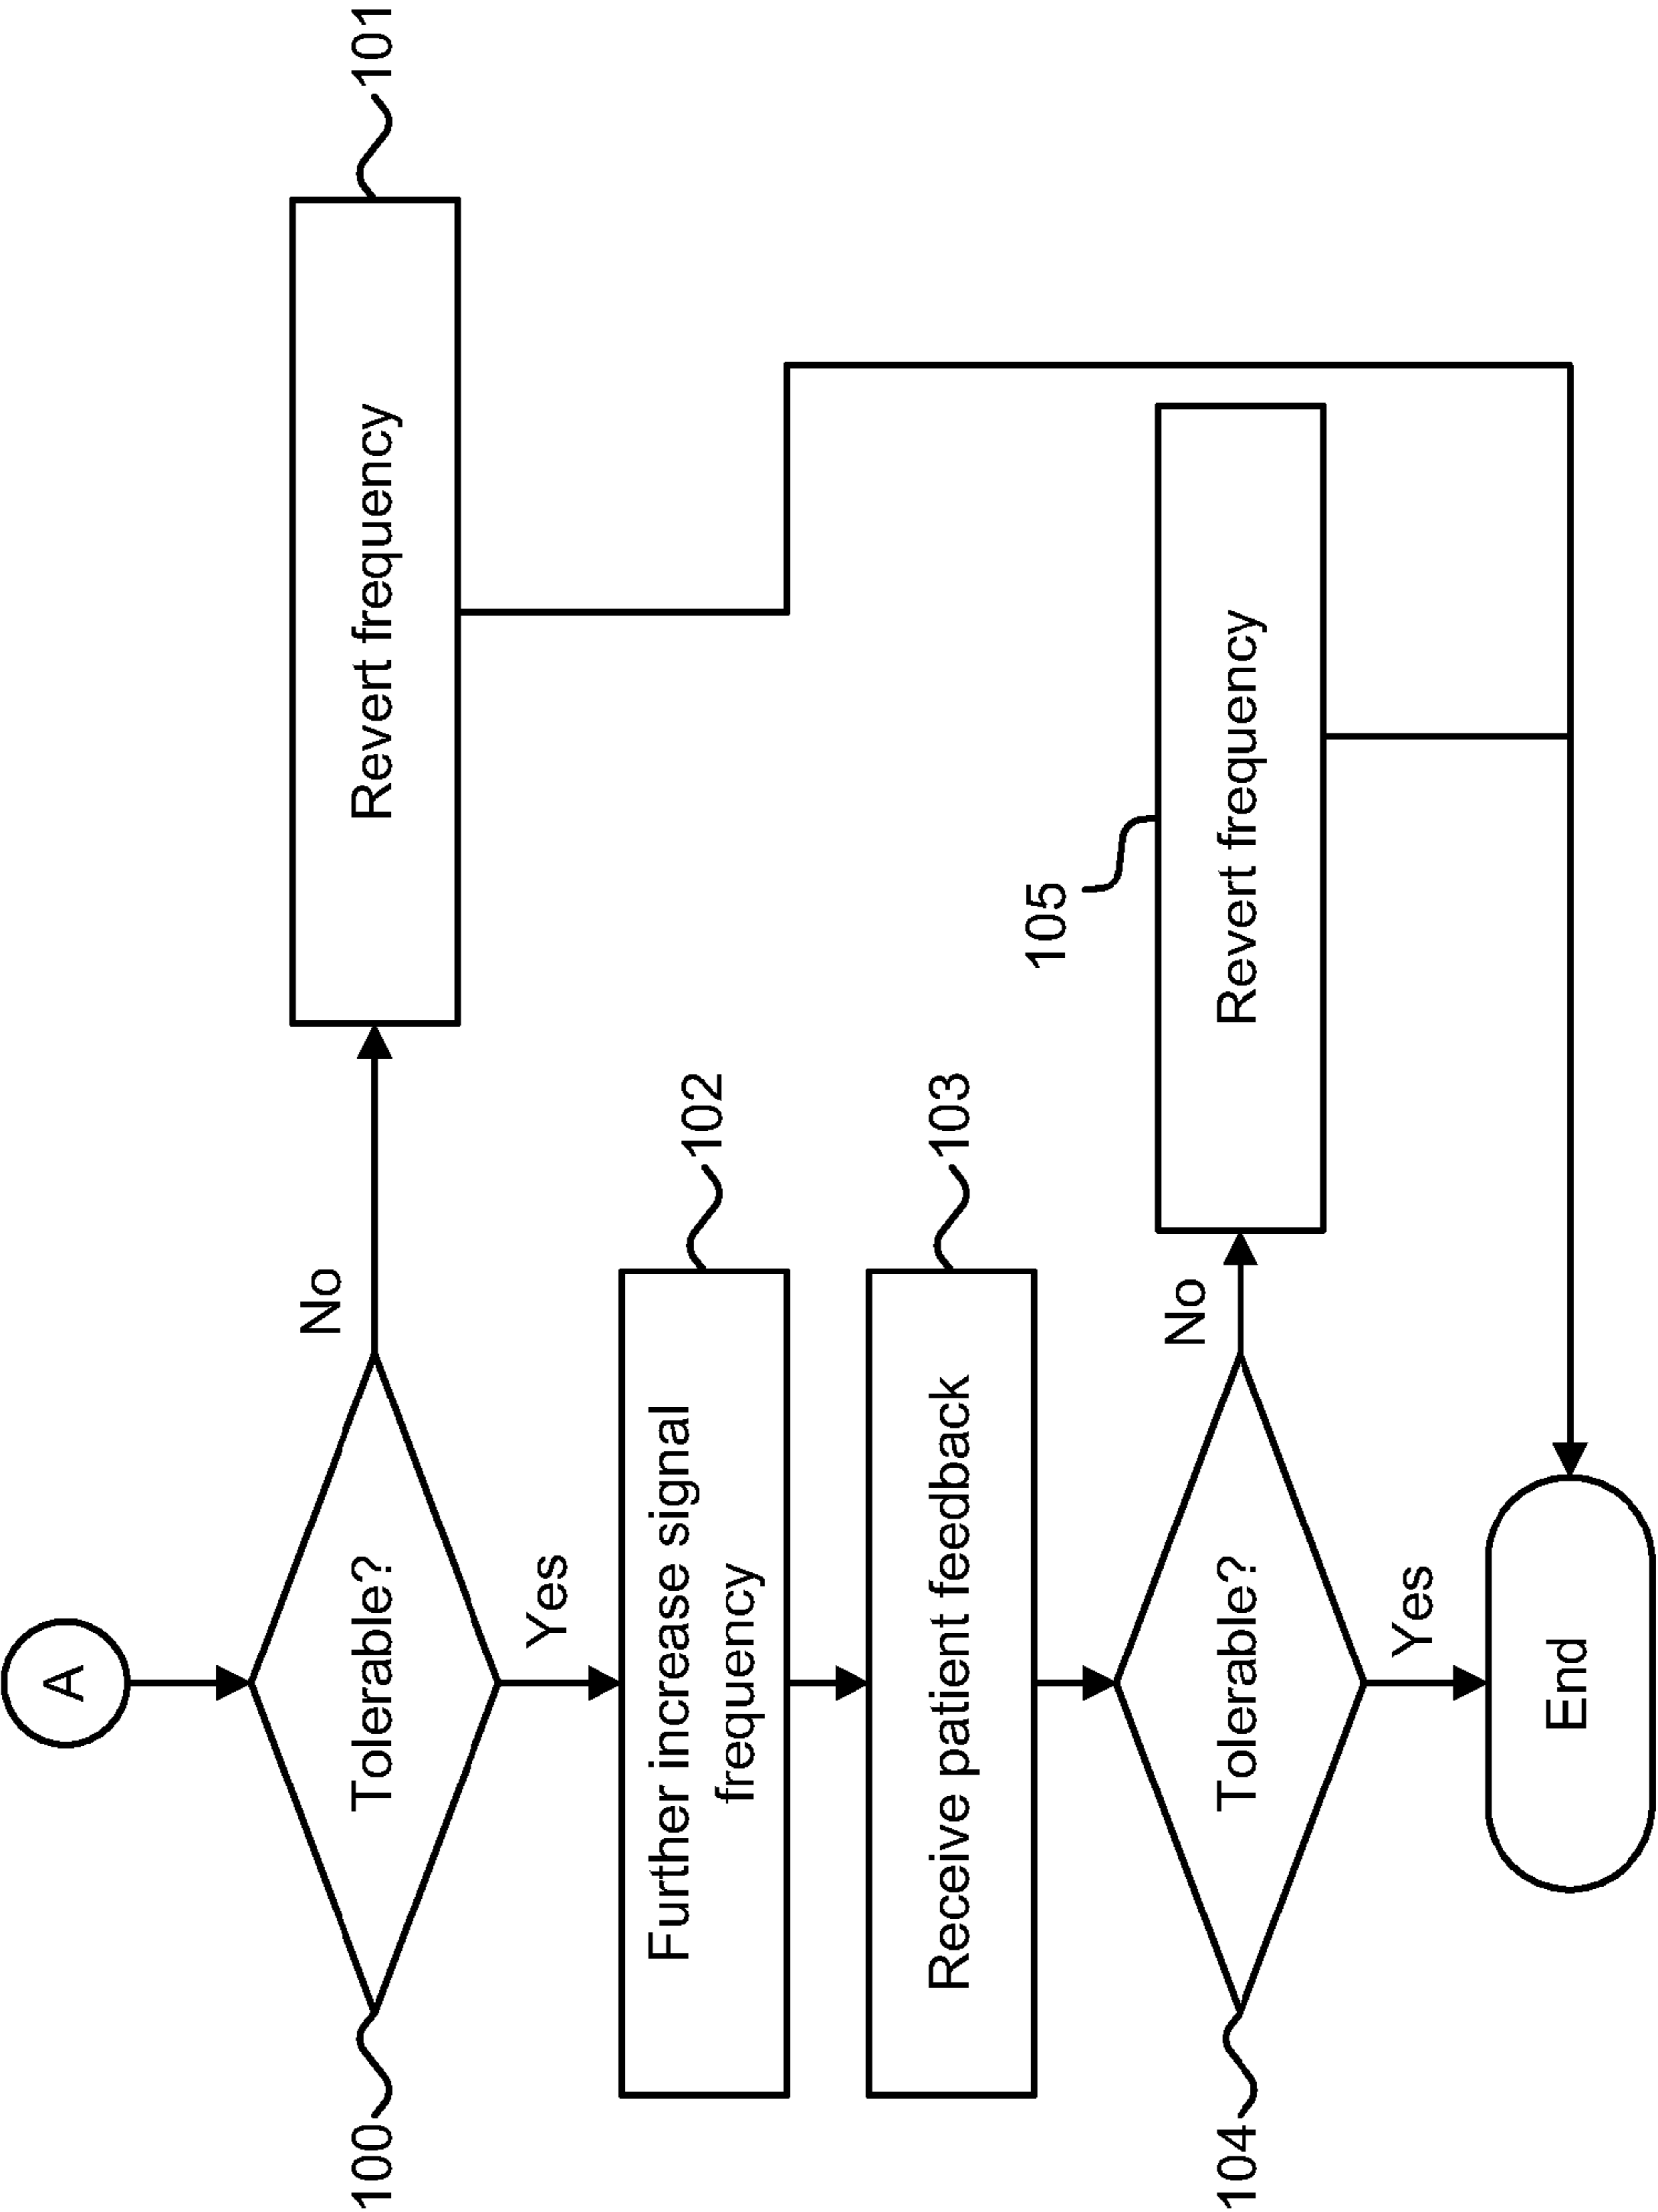 A
100
Tolerable?
No
Revert frequency
101
Yes
Further increase signal
frequency
102
Receive patient feedback
103
104
Tolerable?
No
105
Revert frequency
Yes
End